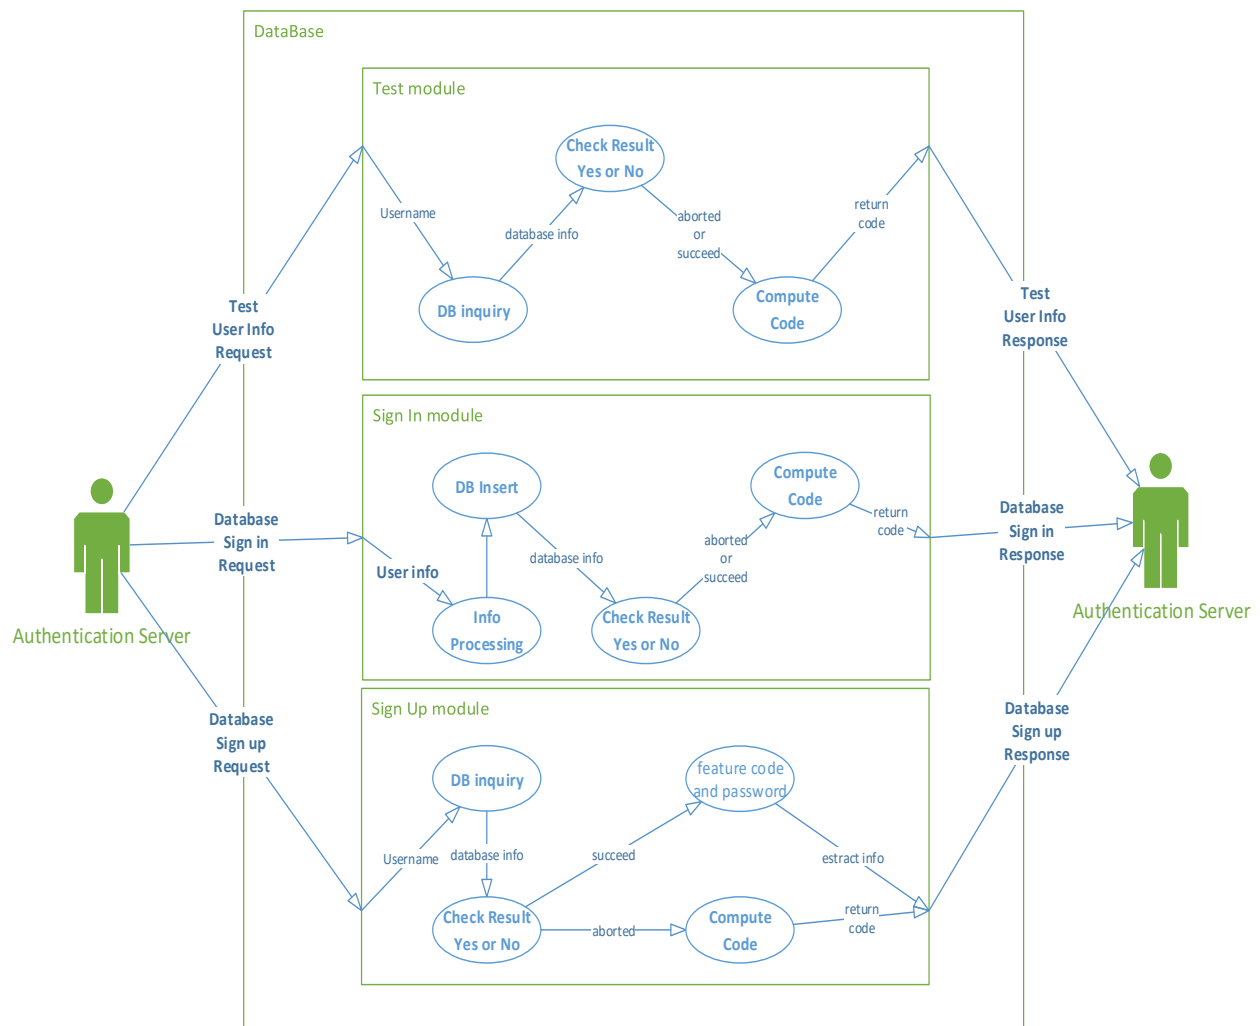 DataBase
Test module
Check Result
Yes or No
Username
database info
aborted
or
succeed
return
code
DB inquiry
Compute
Code
Test
User Info
Request
Test
User Info
Response
Sign In module
DB Insert
Compute
Code
Database
Sign in
Request
User info
database info
aborted
or
succeed
return
code
Database
Sign in
Response
Info
Processing
Check Result
Yes or No
Authentication Server
Authentication Server
Sign Up module
Database
Sign up
Request
Database
Sign up
Response
DB inquiry
feature code
and password
Username
database info
succeed
estract info
Check Result
Yes or No
aborted
Compute
Code
return
code